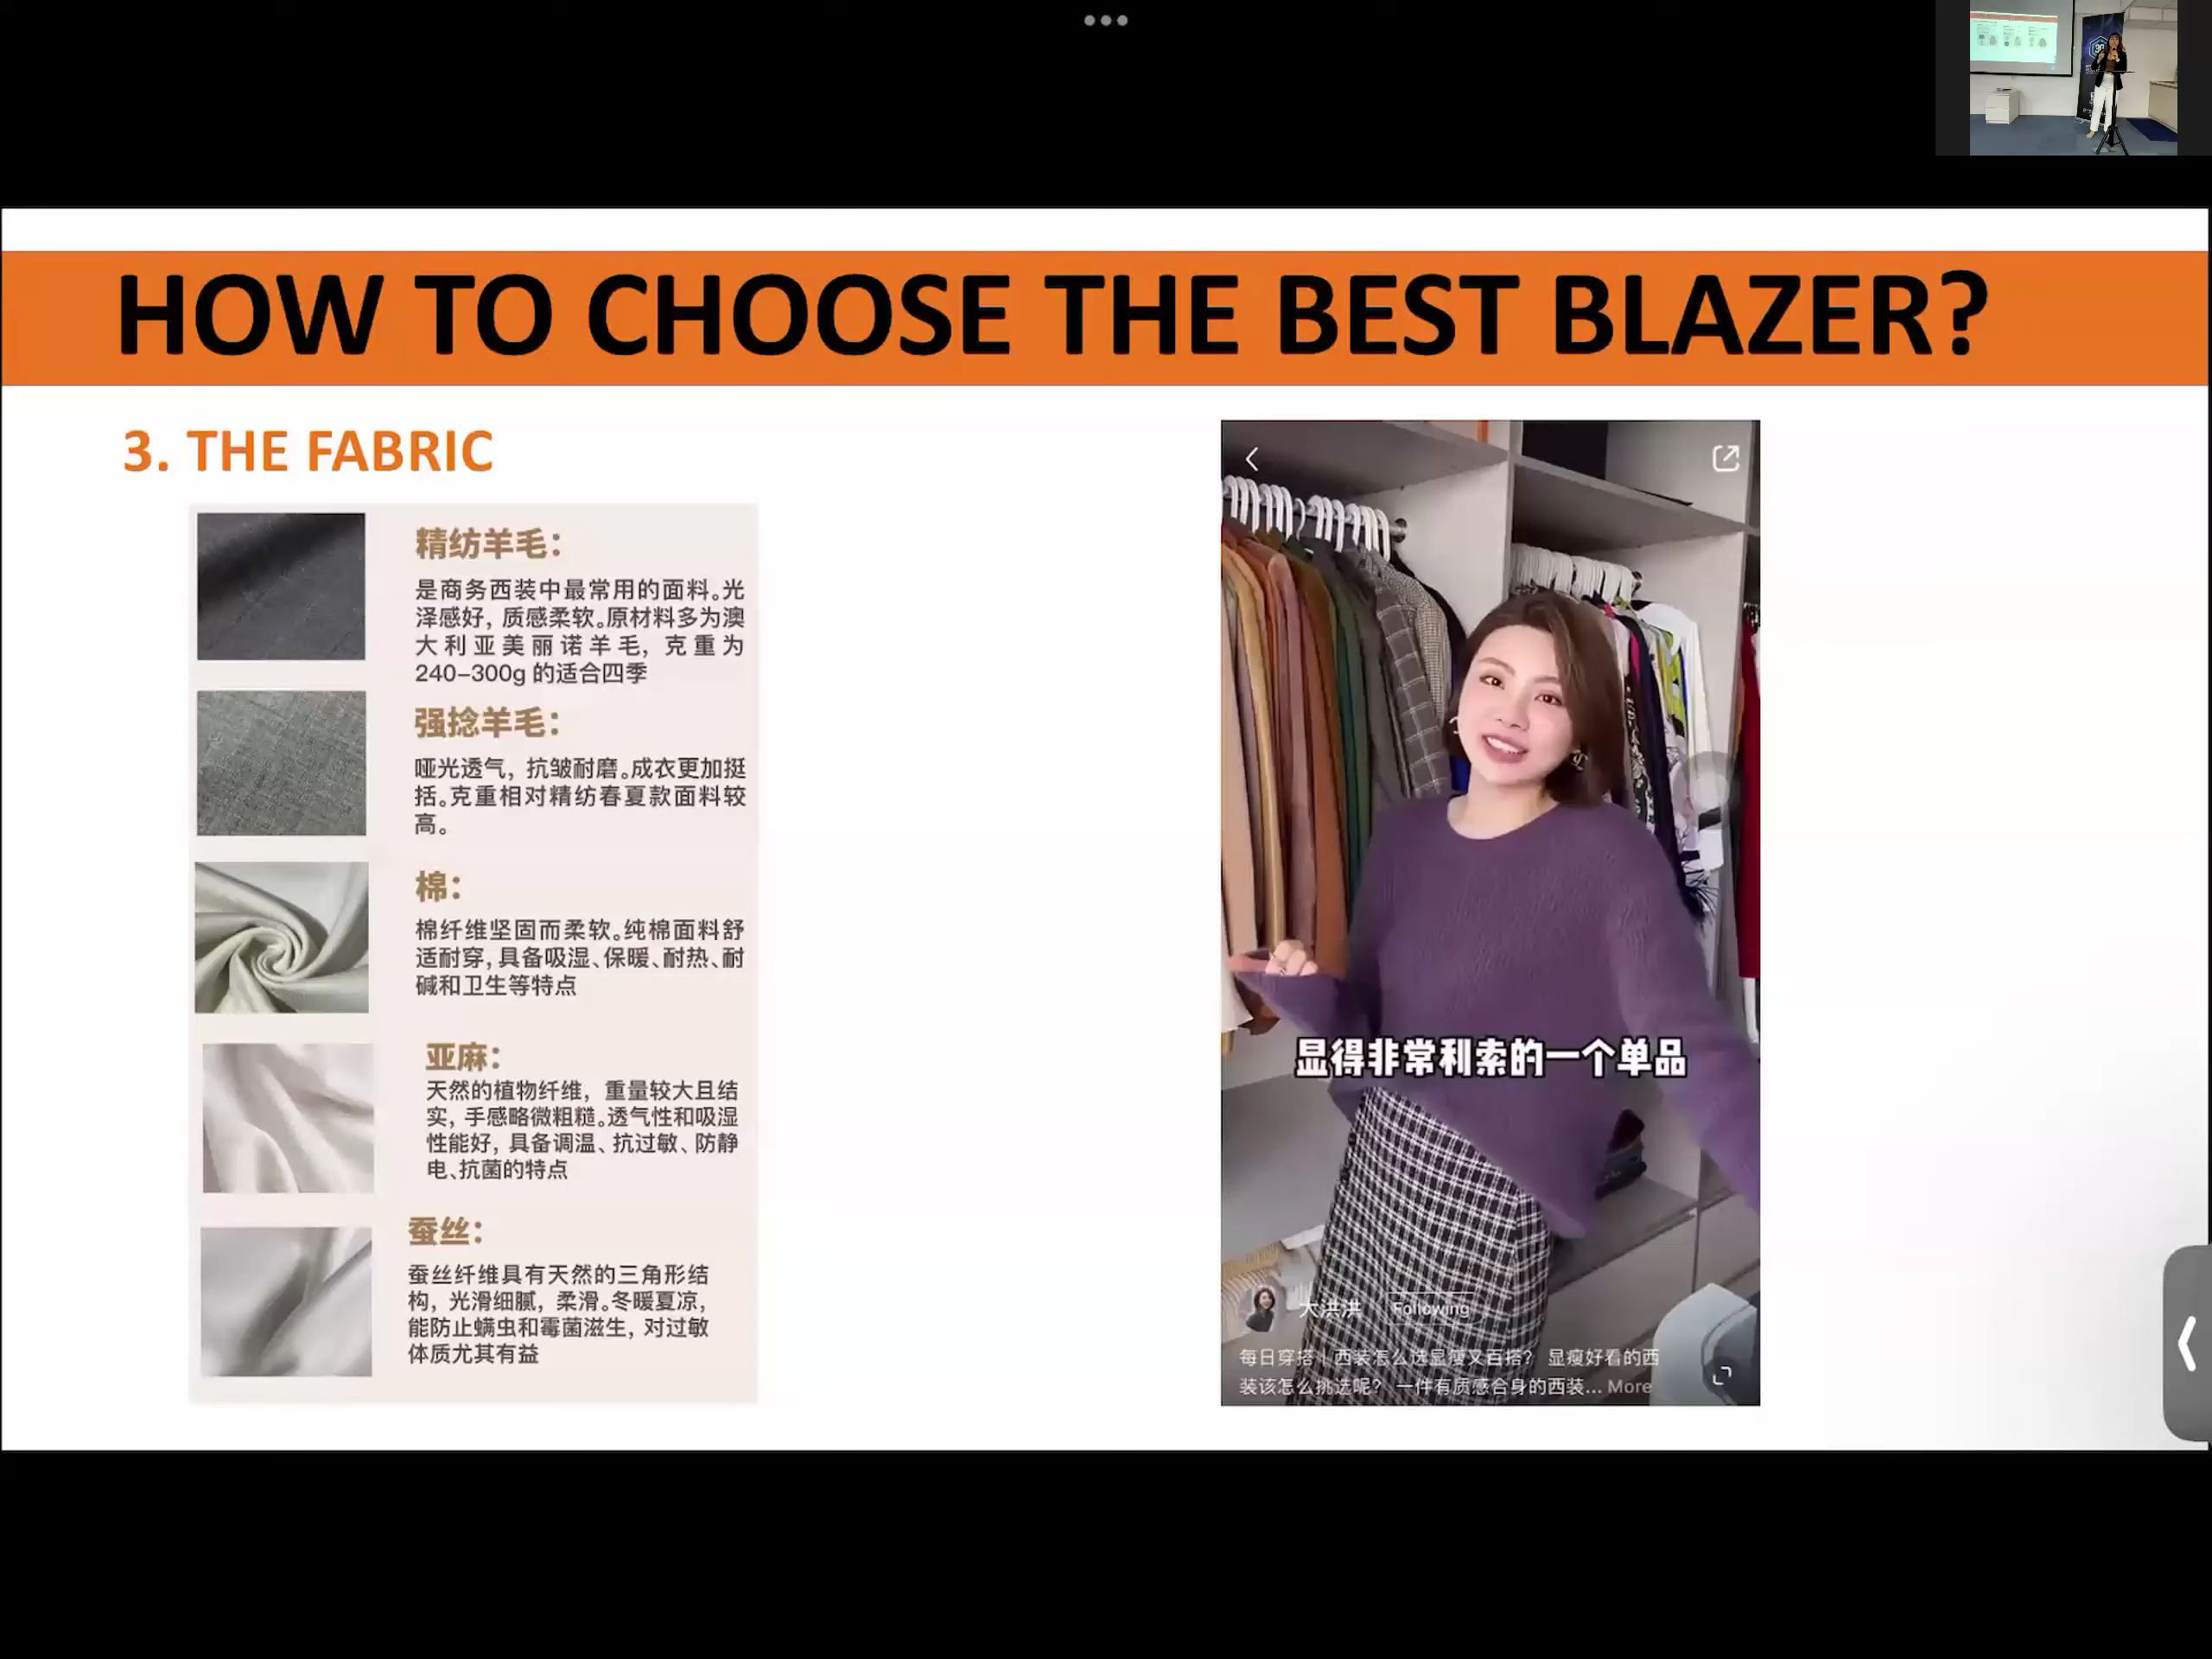 HOW TO CHOOSE THE BEST BLAZER?
3. THE FABRIC
精纺羊毛：
是商务西装中最常用的面料。光
泽感好，质感柔软。原材料多为澳
大利亚美丽诺羊毛，克重为
240–300g 的适合四季
强捻羊毛：
哑光透气，抗皱耐磨。成衣更加挺
括。克重相对精纺春夏款面料较
高。
棉：
棉纤维坚固而柔软。纯棉面料舒
适耐穿，具备吸湿、保暖、耐热、耐
碱和卫生等特点
亚麻：
天然的植物纤维，重量较大且结
实，手感略微粗糙。透气性和吸湿
性能好，具备调温、抗过敏、防静
电、抗菌的特点
蚕丝：
蚕丝纤维具有天然的三角形结
构，光滑细腻，柔滑。冬暖夏凉，
能防止螨虫和霉菌滋生，对过敏
体质尤其有益
显得非常利索的一个单品
大洪洪 Following
每日穿搭｜西装怎么选显瘦又百搭？ 显瘦好看的西
装该怎么挑选呢？ 一件有质感合身的西装... More